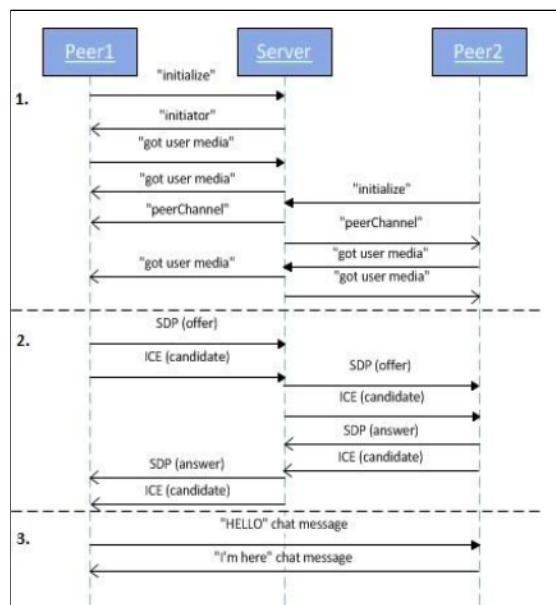 Peer1 Server Peer2
1.
"initialize"
"initiator"
"got user media"
"got user media"
"initialize"
"peerChannel"
"peerChannel"
"got user media"
"got user media"
"got user media"
2.
SDP (offer)
ICE (candidate)
SDP (offer)
ICE (candidate)
SDP (answer)
ICE (candidate)
SDP (answer)
ICE (candidate)
3.
"HELLO" chat message
"I'm here" chat message